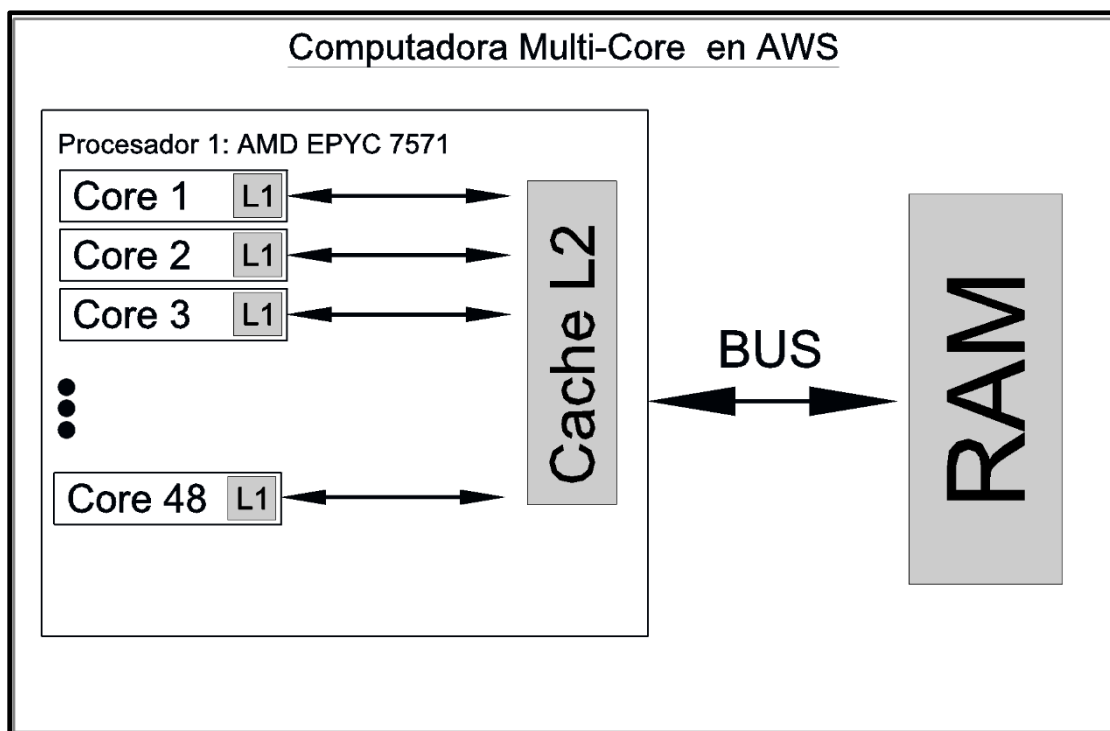 Computadora Multi-Core en AWS
Procesador 1: AMD EPYC 7571
Core 1 L1
Core 2 L1
Core 3 L1
Core 48 L1
Cache L2
BUS
RAM